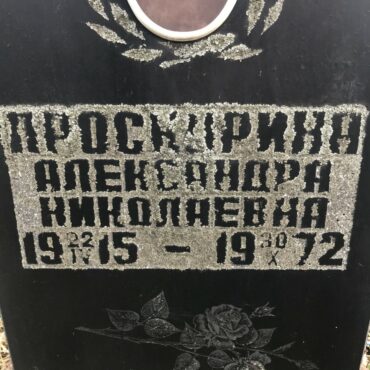 ПРОСКУРИНА
АЛЕКСАНДРА
НИКОЛАЕВНА
19 22/IV 15 – 19 30/X 72